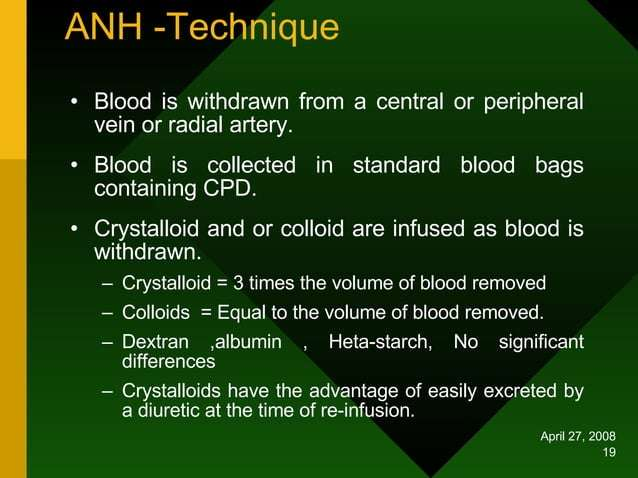 ANH -Technique
• Blood is withdrawn from a central or peripheral
vein or radial artery.
• Blood is collected in standard blood bags
containing CPD.
• Crystalloid and or colloid are infused as blood is
withdrawn.
– Crystalloid = 3 times the volume of blood removed
– Colloids = Equal to the volume of blood removed.
– Dextran ,albumin , Heta-starch, No significant
differences
– Crystalloids have the advantage of easily excreted by
a diuretic at the time of re-infusion.
April 27, 2008
19